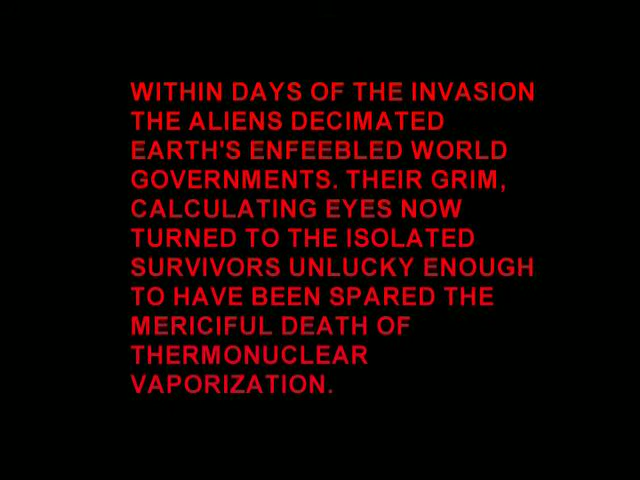 WITHIN DAYS OF THE INVASION
THE ALIENS DECIMATED
EARTH'S ENFEEBLED WORLD
GOVERNMENTS. THEIR GRIM,
CALCULATING EYES NOW
TURNED TO THE ISOLATED
SURVIVORS UNLUCKY ENOUGH
TO HAVE BEEN SPARED THE
MERICIFUL DEATH OF
THERMONUCLEAR
VAPORIZATION.